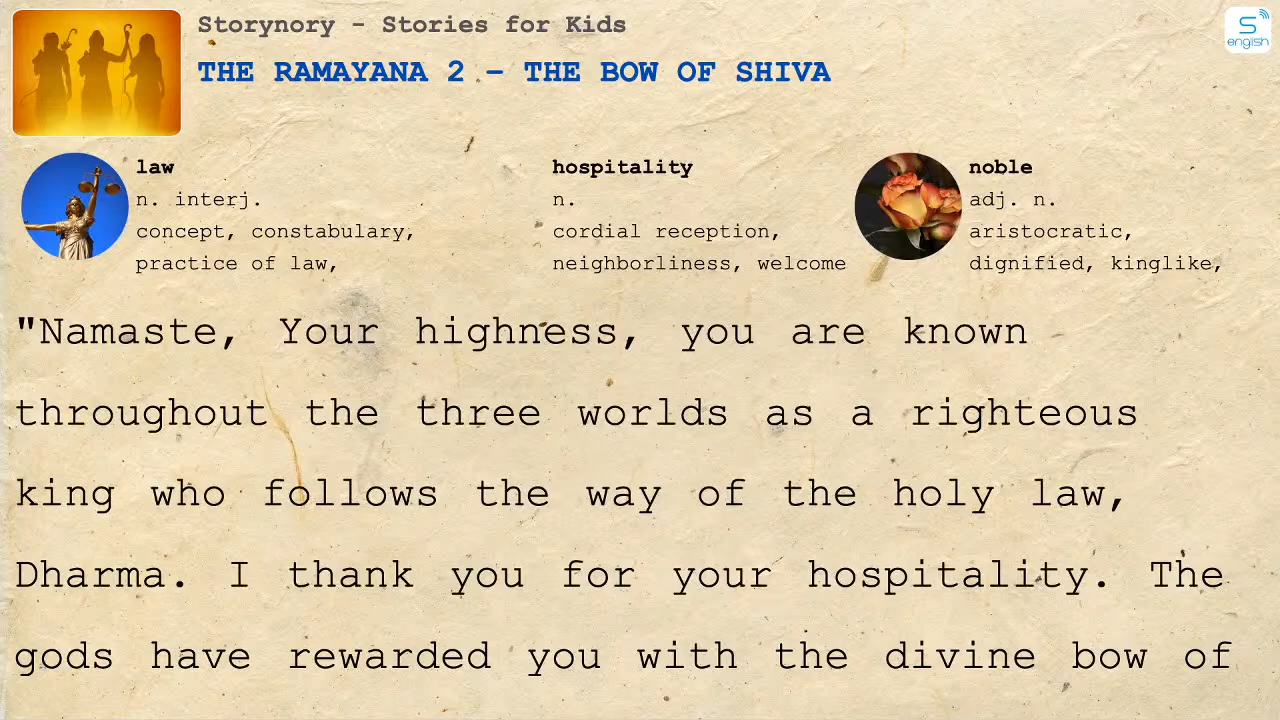 Storynory - Stories for Kids
THE RAMAYANA 2 – THE BOW OF SHIVA
S
english
law
n. interj.
concept, constabulary,
practice of law,
hospitality
n.
cordial reception,
neighborliness, welcome
noble
adj. n.
aristocratic,
dignified, kinglike,
"Namaste, Your highness, you are known
throughout the three worlds as a righteous
king who follows the way of the holy law,
Dharma. I thank you for your hospitality. The
gods have rewarded you with the divine bow of